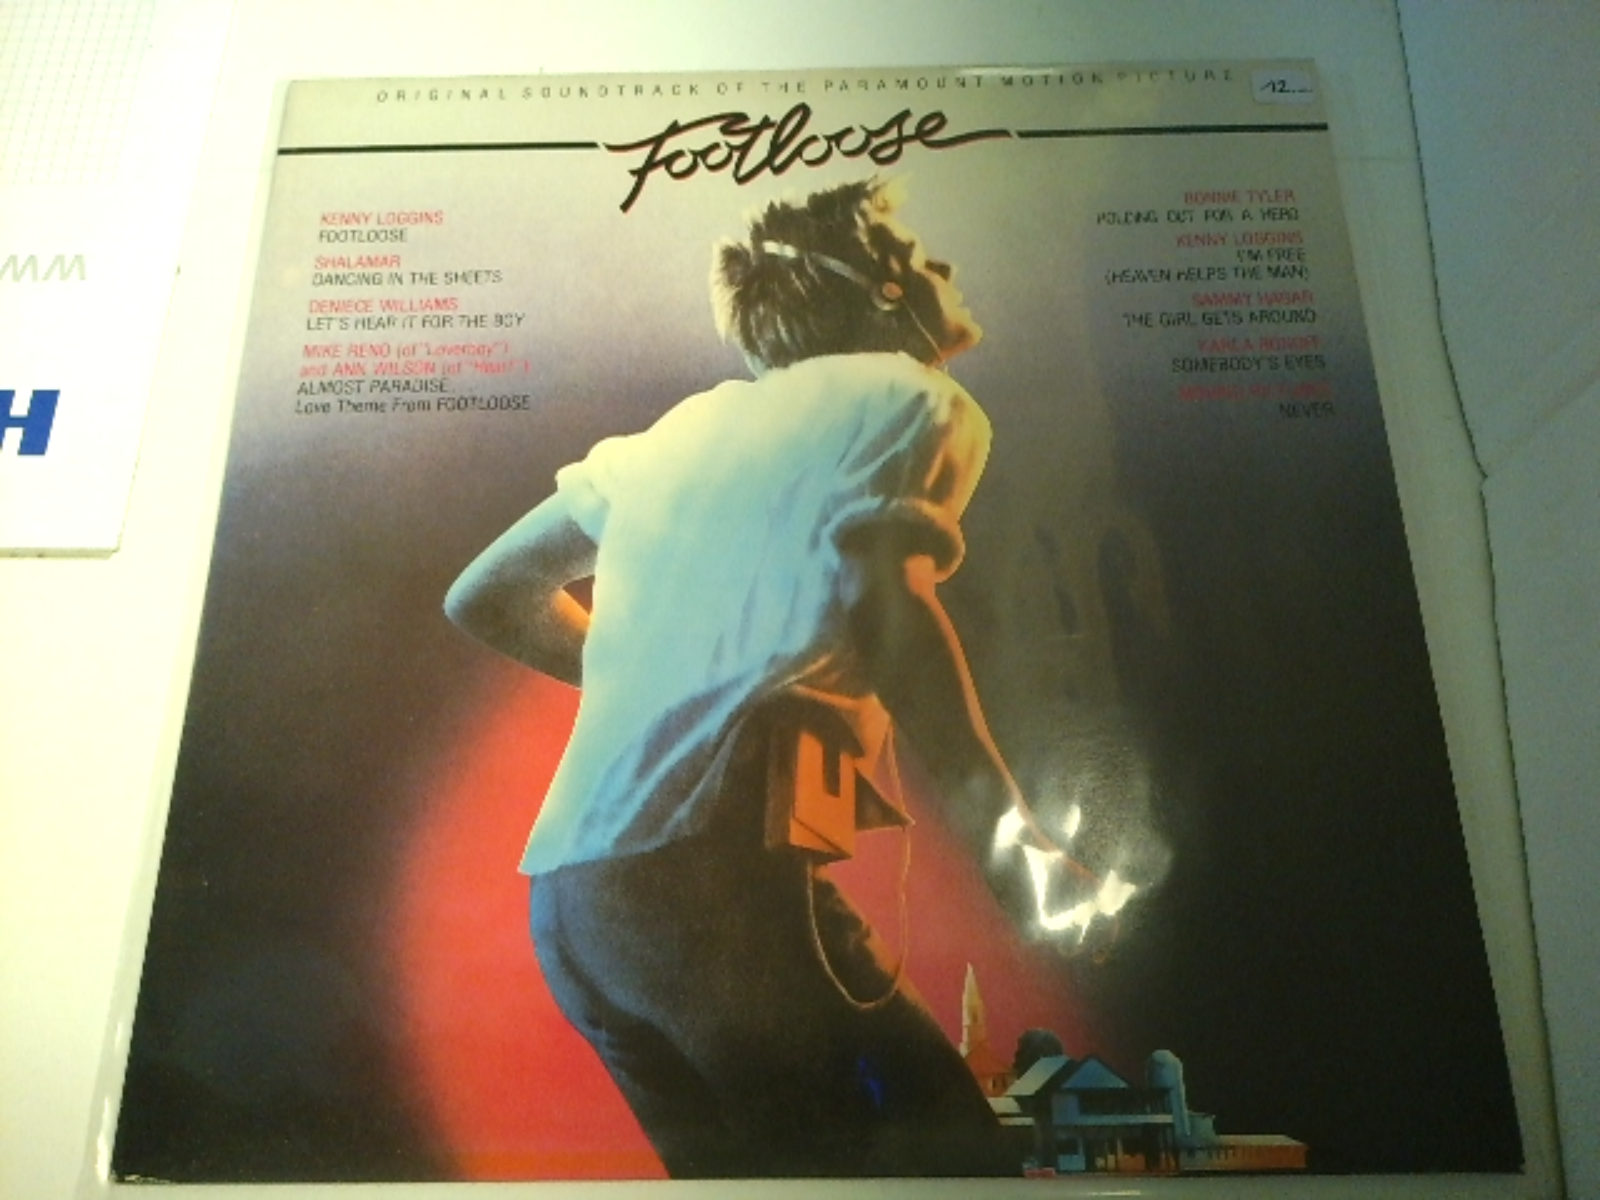 ORIGINAL SOUNDTRACK OF THE PARAMOUNT MOTION PICTURE
12.—
Footloose
KENNY LOGGINS
FOOTLOOSE
SHALAMAR
DANCING IN THE SHEETS
DENIECE WILLIAMS
LET'S HEAR IT FOR THE BOY
MIKE RENO (of "Loverboy")
and ANN WILSON (of "Heart")
ALMOST PARADISE...
Love Theme From FOOTLOOSE
BONNIE TYLER
HOLDING OUT FOR A HERO
KENNY LOGGINS
I'M FREE
(HEAVEN HELPS THE MAN)
SAMMY HAGAR
THE GIRL GETS AROUND
KARLA BONOFF
SOMEBODY'S EYES
MOVING PICTURES
NEVER
H